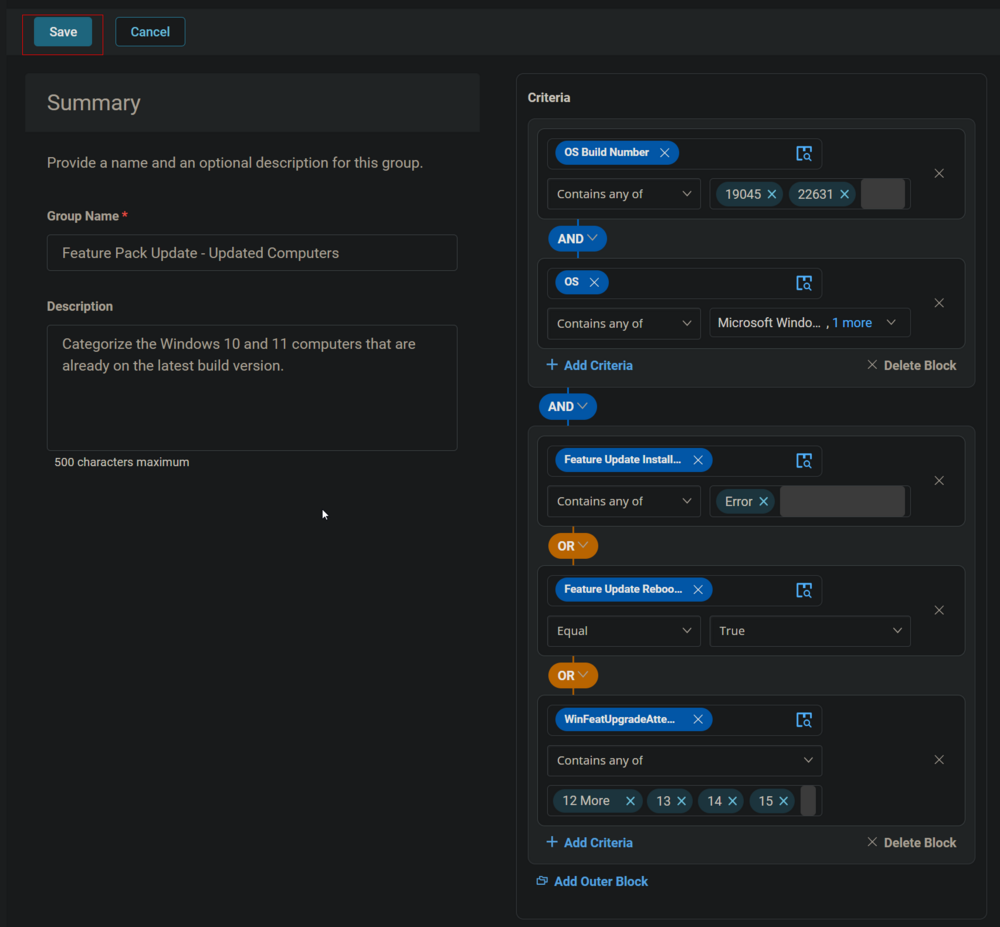 Save Cancel
Summary
Provide a name and an optional description for this group.
Group Name *
Feature Pack Update - Updated Computers
Description
Categorize the Windows 10 and 11 computers that are
already on the latest build version.
500 characters maximum
Criteria
OS Build Number
Contains any of 19045 22631
AND
OS
Contains any of Microsoft Windo... , 1 more
Add Criteria Delete Block
AND
Feature Update Install...
Contains any of Error
OR
Feature Update Reboo...
Equal True
OR
WinFeatUpgradeAtte...
Contains any of
12 More 13 14 15
Add Criteria Delete Block
Add Outer Block